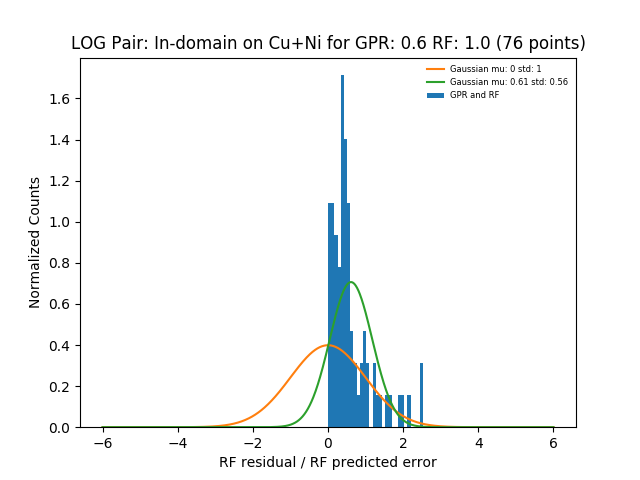 LOG Pair: In-domain on Cu+Ni for GPR: 0.6 RF: 1.0 (76 points)
Gaussian mu: 0 std: 1
Gaussian mu: 0.61 std: 0.56
GPR and RF
1.6
1.4
1.2
1.0
0.8
0.6
0.4
0.2
0.0
Normalized Counts
−6
−4
−2
0
2
4
6
RF residual / RF predicted error